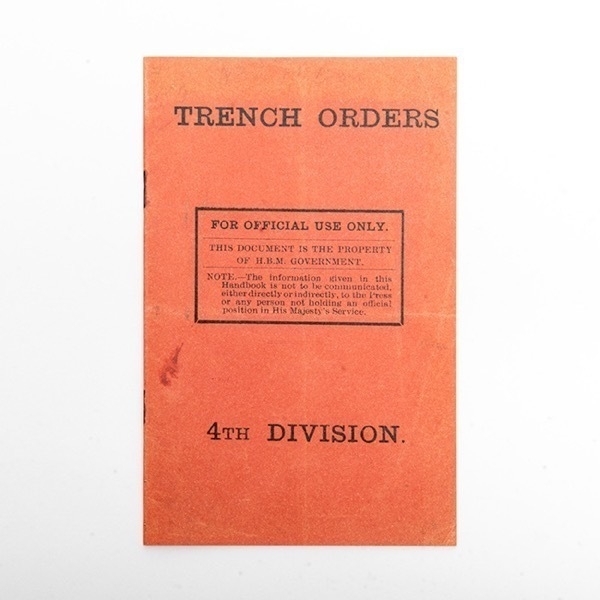 TRENCH ORDERS
FOR OFFICIAL USE ONLY.
THIS DOCUMENT IS THE PROPERTY
OF H.B.M. GOVERNMENT.
NOTE.—The information given in this
Handbook is not to be communicated,
either directly or indirectly, to the Press
or any person not holding an official
position in His Majesty's Service.
4TH DIVISION.